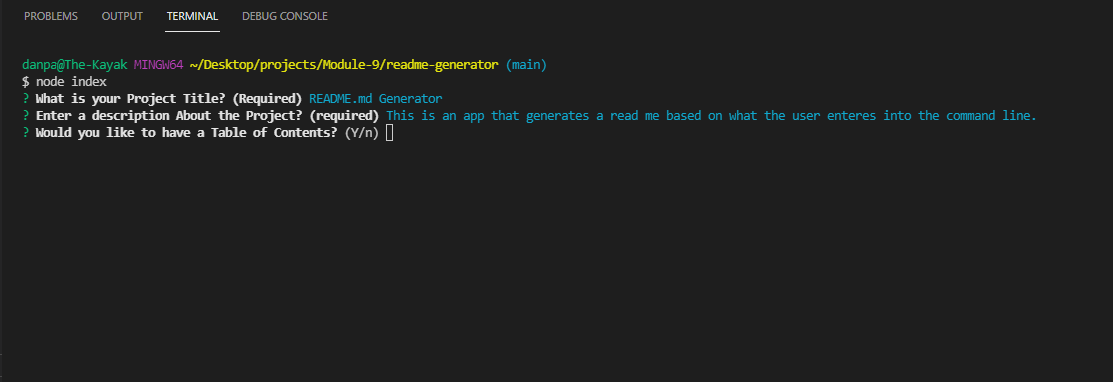 PROBLEMS OUTPUT TERMINAL DEBUG CONSOLE
danpa@The-Kayak MINGW64 ~/Desktop/projects/Module-9/readme-generator (main)
$ node index
? What is your Project Title? (Required) README.md Generator
? Enter a description About the Project? (required) This is an app that generates a read me based on what the user enteres into the command line.
? Would you like to have a Table of Contents? (Y/n)